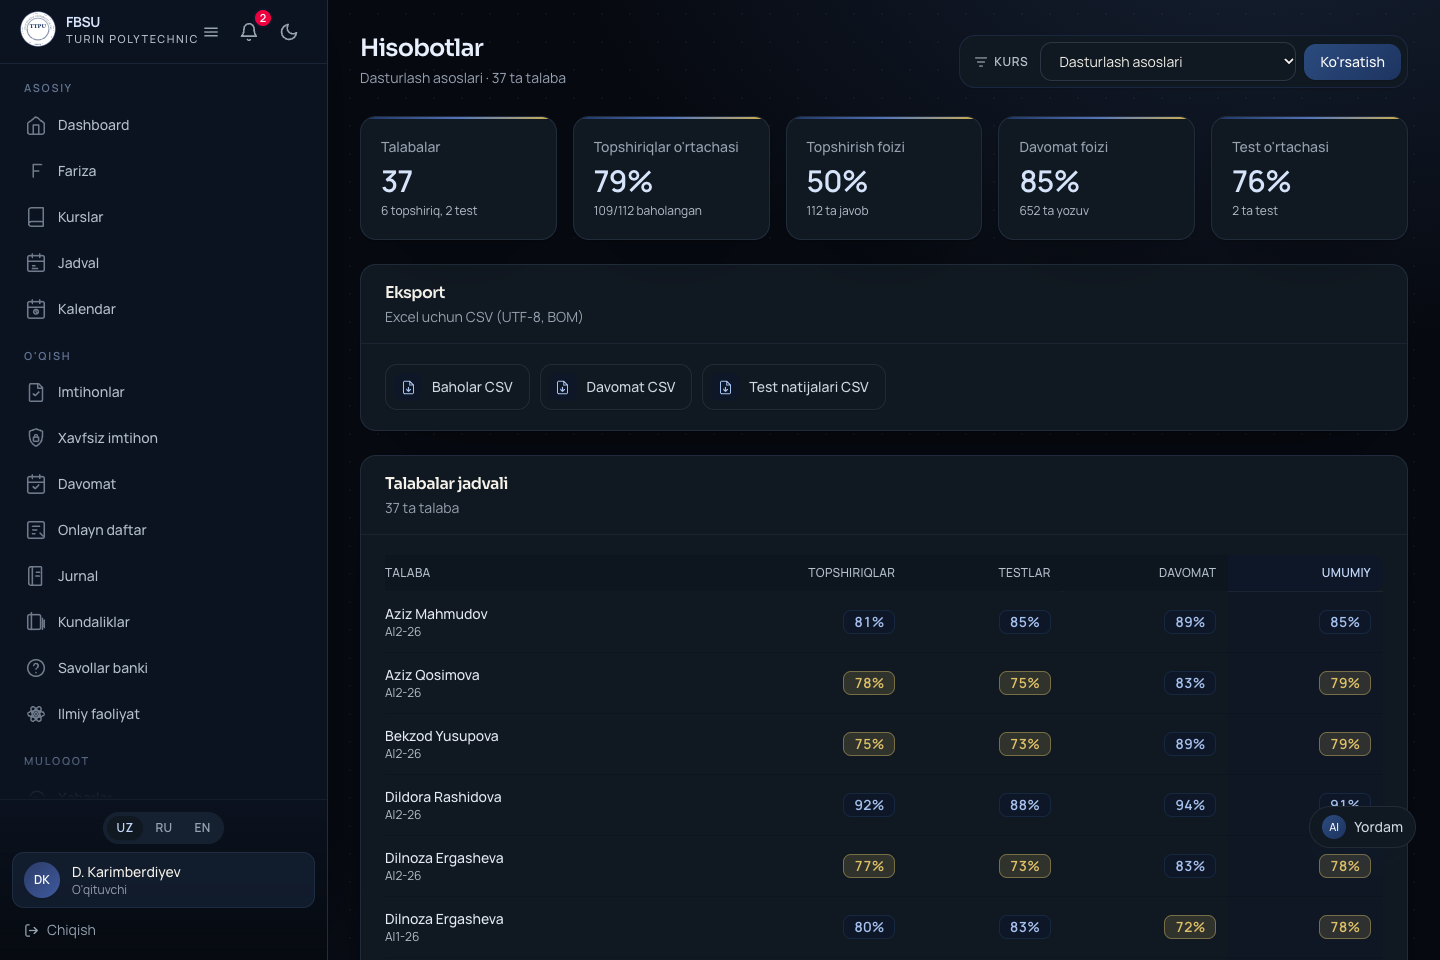 TTPU
FBSU
TURIN POLYTECHNIC
2
ASOSIY
Dashboard
F Fariza
Kurslar
Jadval
Kalendar
O'QISH
Imtihonlar
Xavfsiz imtihon
Davomat
Onlayn daftar
Jurnal
Kundaliklar
Savollar banki
Ilmiy faoliyat
MULOQOT
UZ RU EN
DK
D. Karimberdiyev
O'qituvchi
Chiqish
Hisobotlar
Dasturlash asoslari · 37 ta talaba
KURS Dasturlash asoslari Ko'rsatish
Talabalar
37
6 topshiriq, 2 test
Topshiriqlar o'rtachasi
79%
109/112 baholangan
Topshirish foizi
50%
112 ta javob
Davomat foizi
85%
652 ta yozuv
Test o'rtachasi
76%
2 ta test
Eksport
Excel uchun CSV (UTF-8, BOM)
Baholar CSV Davomat CSV Test natijalari CSV
Talabalar jadvali
37 ta talaba
TALABA TOPSHIRIQLAR TESTLAR DAVOMAT UMUMIY
Aziz Mahmudov 81% 85% 89% 85%
AI2-26
Aziz Qosimova 78% 75% 83% 79%
AI2-26
Bekzod Yusupova 75% 73% 89% 79%
AI2-26
Dildora Rashidova 92% 88% 94% 91%
AI2-26
AI Yordam
Dilnoza Ergasheva 77% 73% 83% 78%
AI2-26
Dilnoza Ergasheva 80% 83% 72% 78%
AI1-26